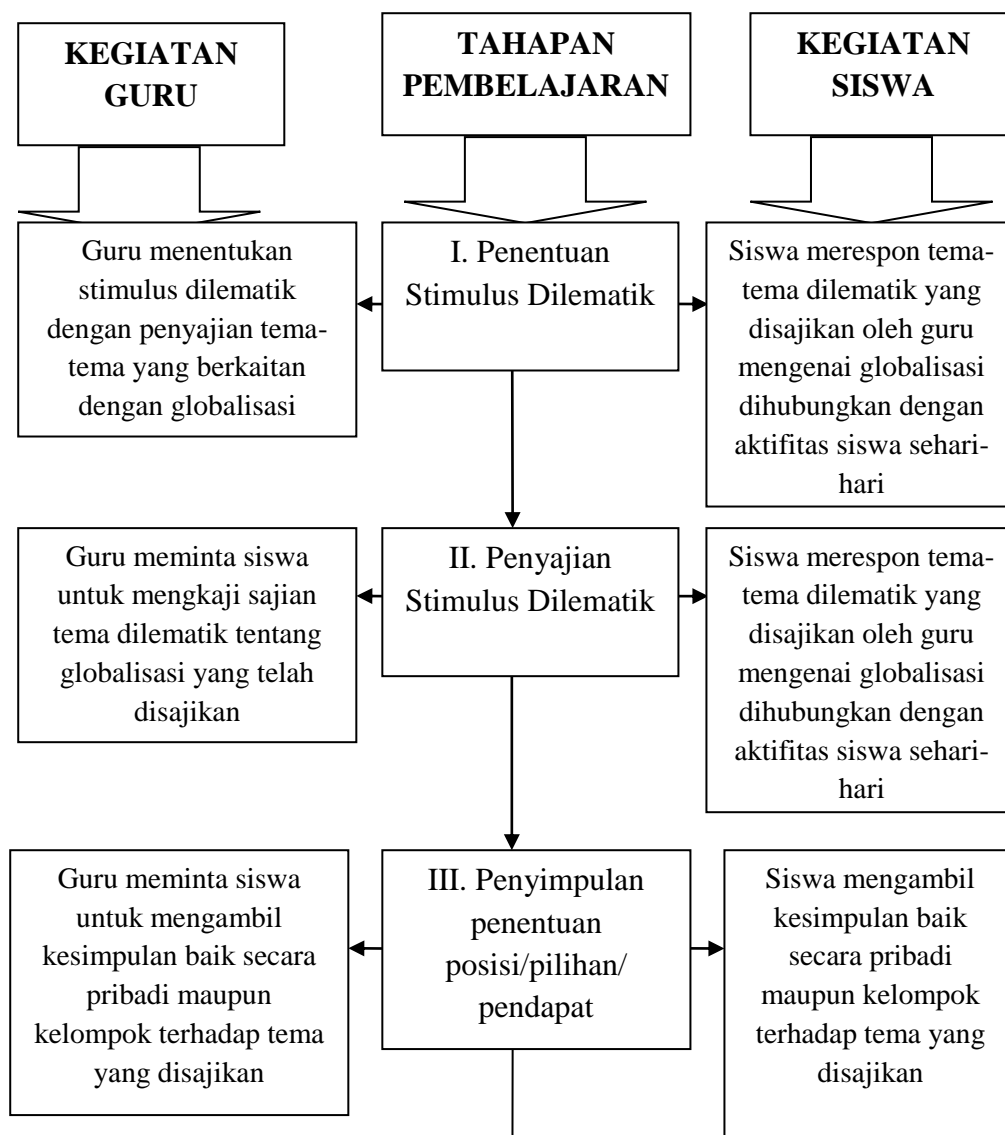 KEGIATAN
GURU
TAHAPAN
PEMBELAJARAN
KEGIATAN
SISWA
Guru menentukan
stimulus dilematik
dengan penyajian tema-
tema yang berkaitan
dengan globalisasi
I. Penentuan
Stimulus Dilematik
Siswa merespon tema-
tema dilematik yang
disajikan oleh guru
mengenai globalisasi
dihubungkan dengan
aktifitas siswa sehari-
hari
Guru meminta siswa
untuk mengkaji sajian
tema dilematik tentang
globalisasi yang telah
disajikan
II. Penyajian
Stimulus Dilematik
Siswa merespon tema-
tema dilematik yang
disajikan oleh guru
mengenai globalisasi
dihubungkan dengan
aktifitas siswa sehari-
hari
Guru meminta siswa
untuk mengambil
kesimpulan baik secara
pribadi maupun
kelompok terhadap tema
yang disajikan
III. Penyimpulan
penentuan
posisi/pilihan/
pendapat
Siswa mengambil
kesimpulan baik
secara pribadi
maupun kelompok
terhadap tema yang
disajikan